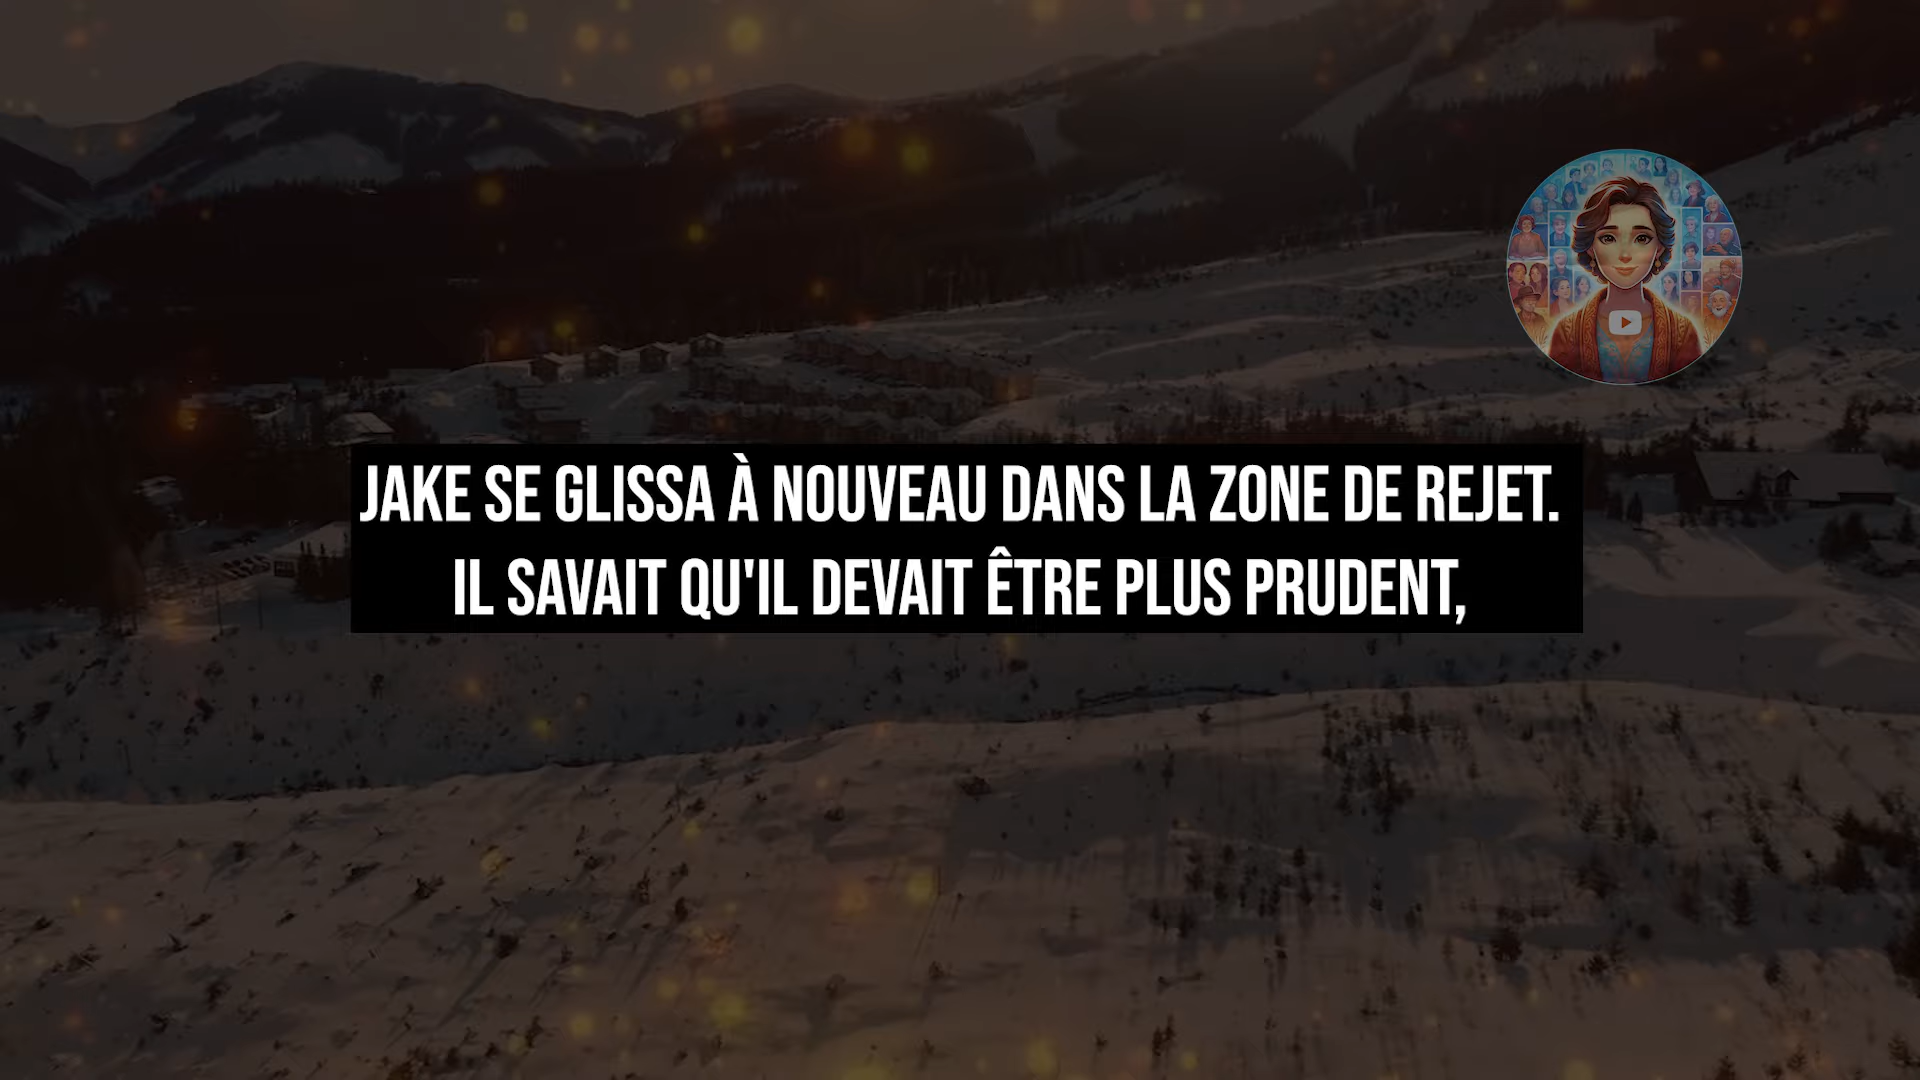 JAKE SE GLISSA À NOUVEAU DANS LA ZONE DE REJET.
IL SAVAIT QU'IL DEVAIT ÊTRE PLUS PRUDENT,